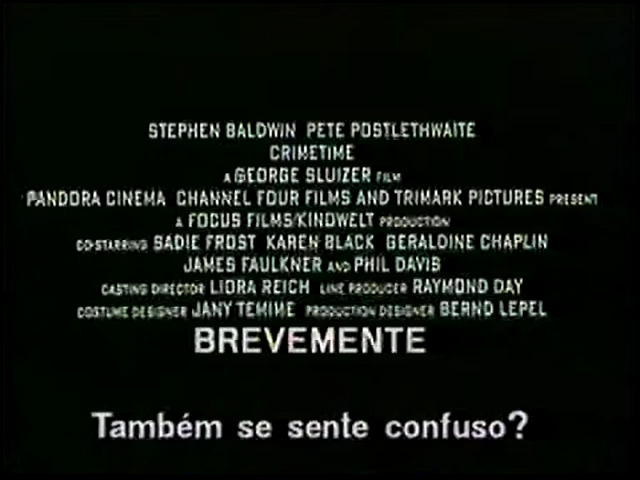 STEPHEN BALDWIN PETE POSTLETHWAITE
CRIMETIME
A GEORGE SLUIZER FILM
PANDORA CINEMA CHANNEL FOUR FILMS AND TRIMARK PICTURES PRESENT
A FOCUS FILMS/KINOWELT PRODUCTION
CO-STARRING SADIE FROST KAREN BLACK GERALDINE CHAPLIN
JAMES FAULKNER AND PHIL DAVIS
CASTING DIRECTOR LIORA REICH LINE PRODUCER RAYMOND DAY
COSTUME DESIGNER JANY TEMIME PRODUCTION DESIGNER BERND LEPEL
BREVEMENTE
Também se sente confuso?